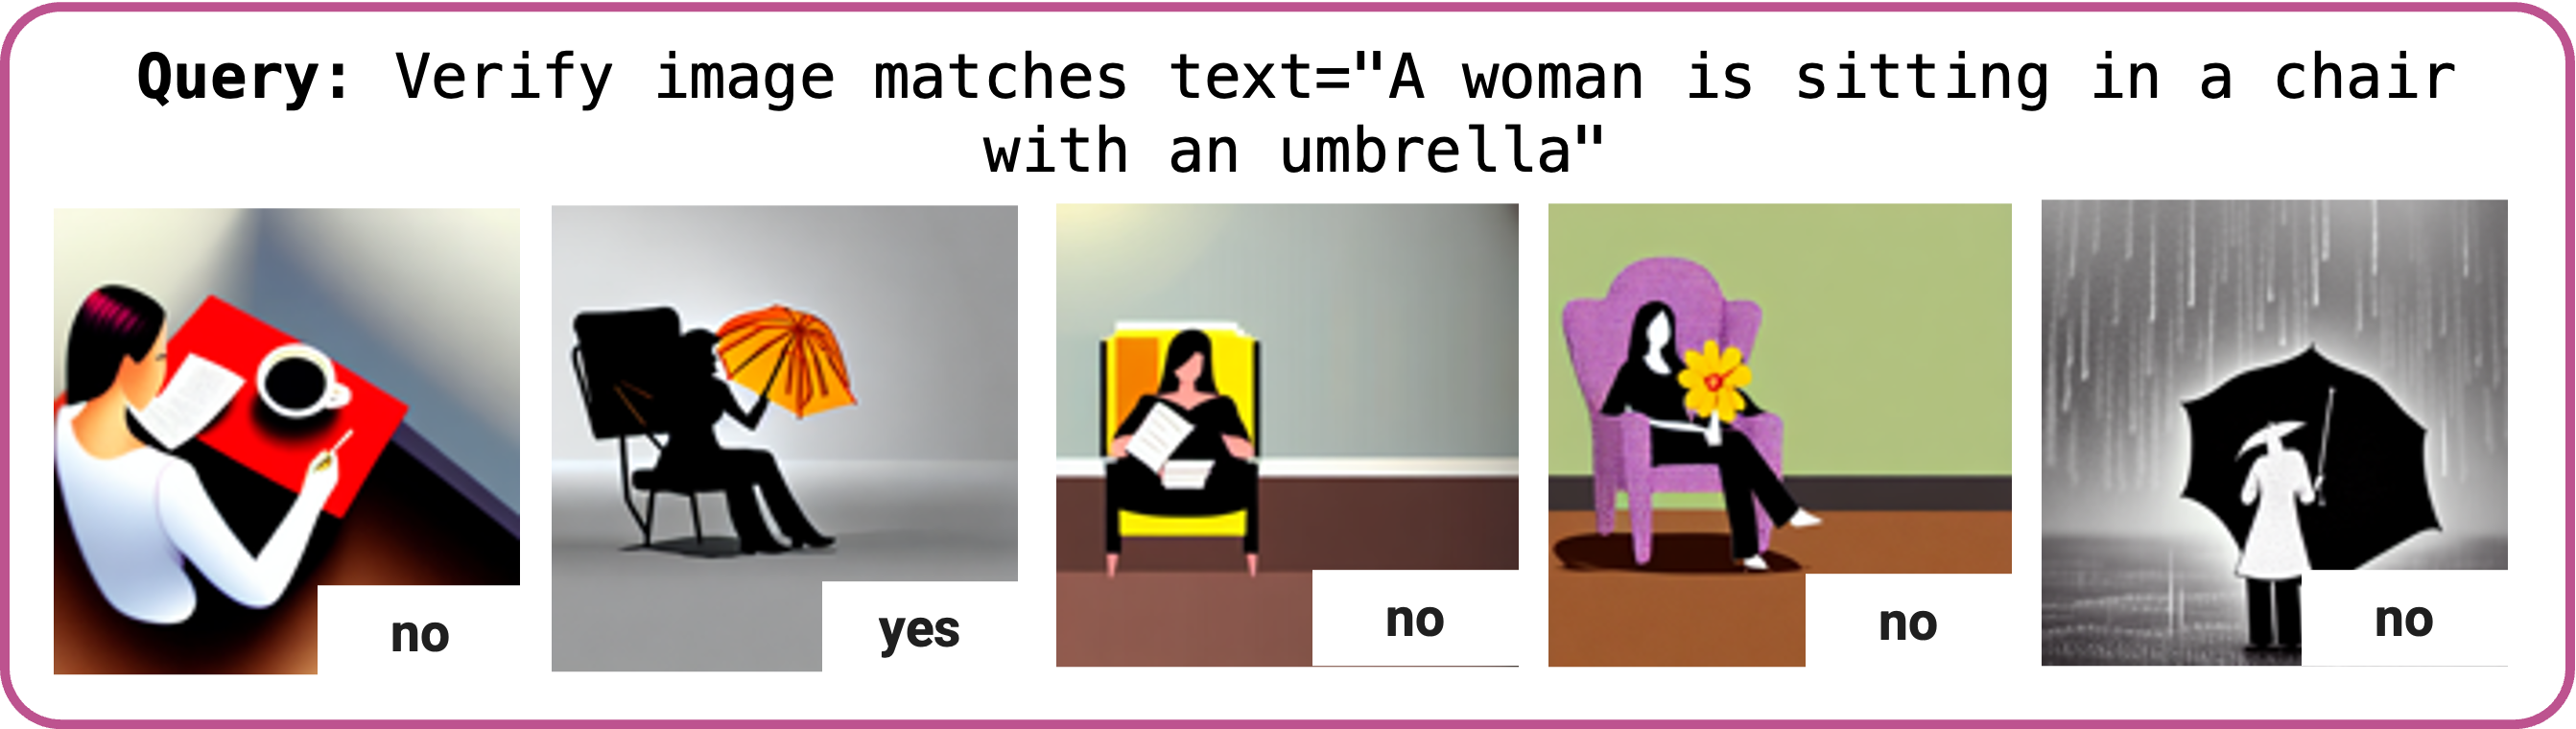 Query: Verify image matches text="A woman is sitting in a chair
with an umbrella"
no
yes
no
no
no